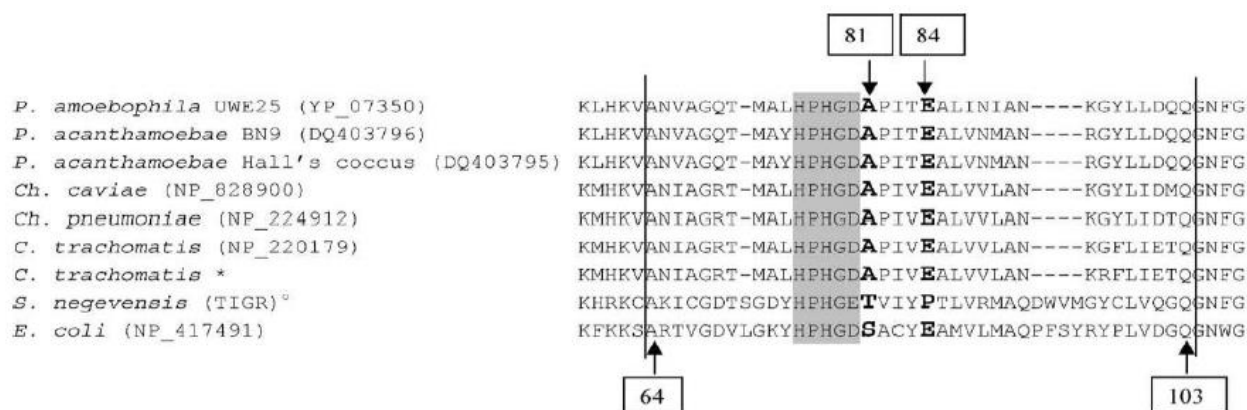 81 84
P. amoebophila UWE25 (YP_07350) KLHKVANVAGQT-MALHPHGDAPITEALINIAN----KGYLLDQQGNFG
P. acanthamoebae BN9 (DQ403796) KLHKVANVAGQT-MAYHPHGDAPITEALVNMAN----RGYLLDQQGNFG
P. acanthamoebae Hall's coccus (DQ403795) KLHKVANVAGQT-MAYHPHGDAPITEALVNMAN----RGYLLDQQGNFG
Ch. caviae (NP_828900) KMHKVANIAGRT-MALHPHGDAPIVEALVVLAN----KGYLIDMQGNFG
Ch. pneumoniae (NP_224912) KMHKVANIAGRT-MALHPHGDAPIVEALVVLAN----KGYLIDTQGNFG
C. trachomatis (NP_220179) KMHKVANIAGRT-MALHPHGDAPIVEALVVLAN----KGFLIETQGNFG
C. trachomatis * KMHKVANIAGRT-MALHPHGDAPIVEALVVLAN----KRFLIETQGNFG
S. negevensis (TIGR)° KHRKCAKICGDTSGDYHPHGETVIYPTLVRMAQDWVMGYCLVQGQGNFG
E. coli (NP_417491) KFKKSARTVGDVLGKYHPHGDSACYEAMVLMAQPFSYRYPLVDGQGNWG
64 103